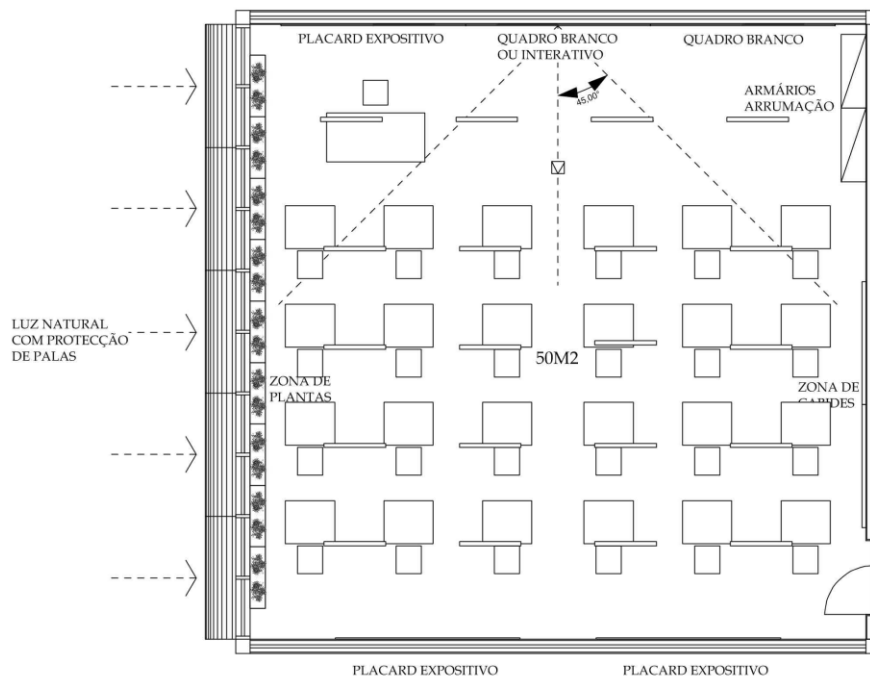 PLACARD EXPOSITIVO
QUADRO BRANCO
OU INTERATIVO
QUADRO BRANCO
45,00°
ARMÁRIOS
ARRUMAÇÃO
LUZ NATURAL
COM PROTECÇÃO
DE PALAS
50M2
ZONA DE
PLANTAS
ZONA DE
CABIDES
PLACARD EXPOSITIVO
PLACARD EXPOSITIVO